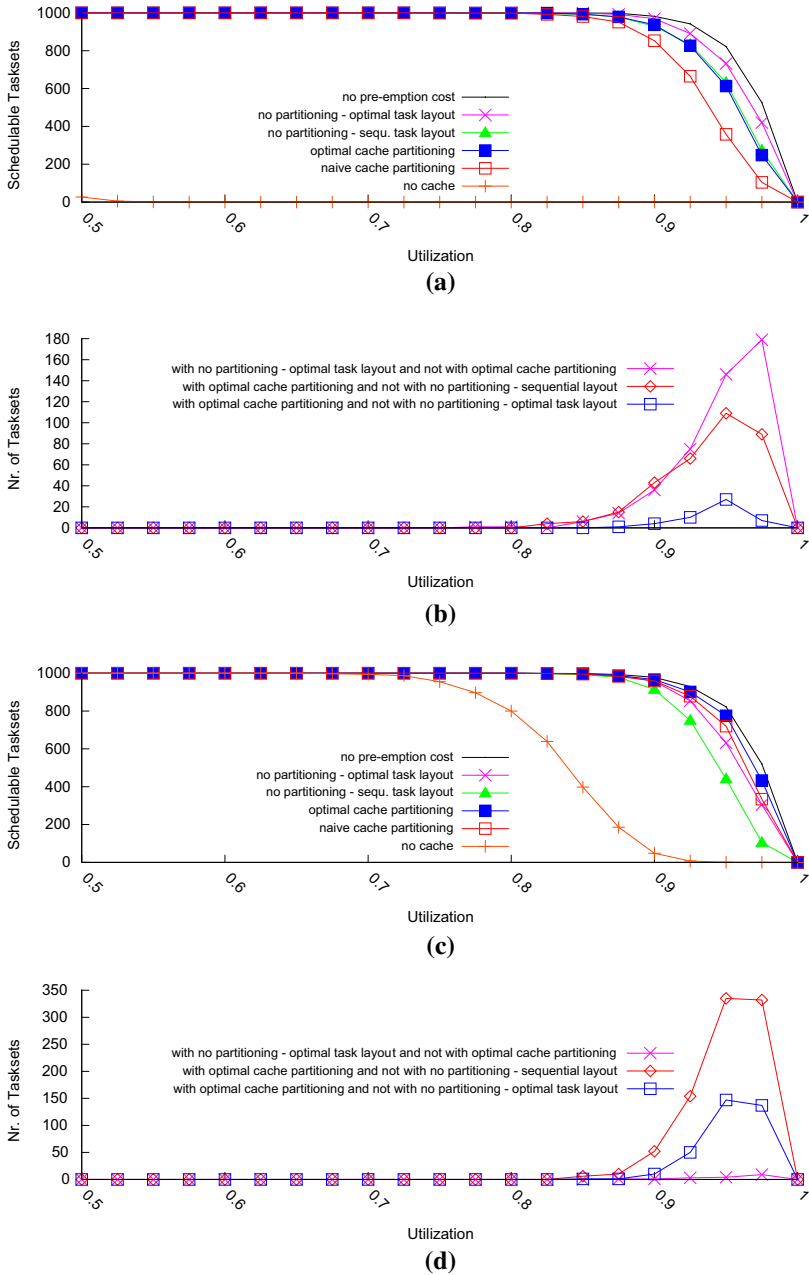 1000
800
600
400
200
0
Schedulable Tasksets
no pre-emption cost
no partitioning - optimal task layout
no partitioning - sequ. task layout
optimal cache partitioning
naive cache partitioning
no cache
0.5
0.6
0.7
0.8
0.9
1
Utilization
(a)
180
160
140
120
100
80
60
40
20
0
Nr. of Tasksets
with no partitioning - optimal task layout and not with optimal cache partitioning
with optimal cache partitioning and not with no partitioning - sequential layout
with optimal cache partitioning and not with no partitioning - optimal task layout
0.5
0.6
0.7
0.8
0.9
1
Utilization
(b)
1000
800
600
400
200
0
Schedulable Tasksets
no pre-emption cost
no partitioning - optimal task layout
no partitioning - sequ. task layout
optimal cache partitioning
naive cache partitioning
no cache
0.5
0.6
0.7
0.8
0.9
1
Utilization
(c)
350
300
250
200
150
100
50
0
Nr. of Tasksets
with no partitioning - optimal task layout and not with optimal cache partitioning
with optimal cache partitioning and not with no partitioning - sequential layout
with optimal cache partitioning and not with no partitioning - optimal task layout
0.5
0.6
0.7
0.8
0.9
1
Utilization
(d)